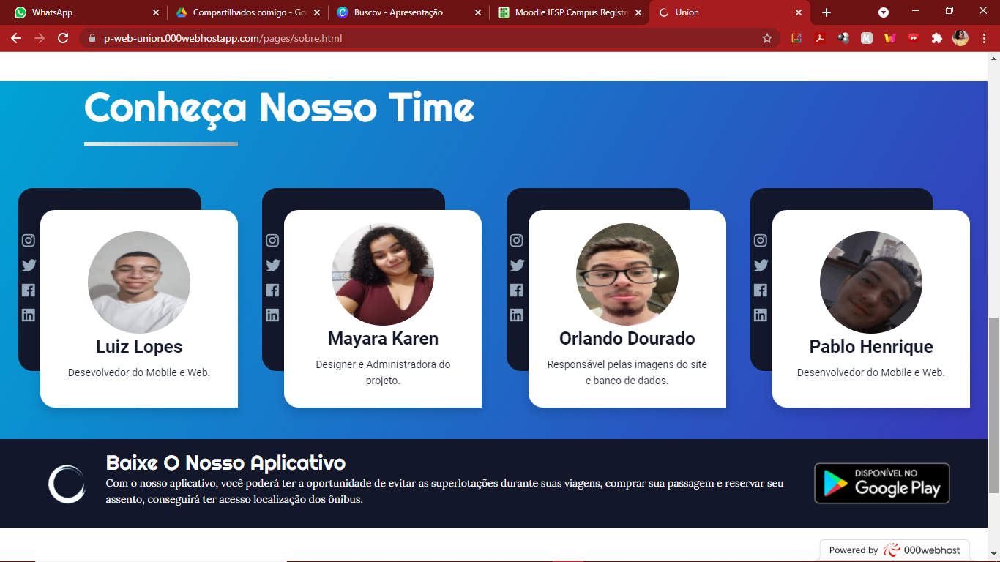 WhatsApp
Compartilhados comigo - Go
Buscov - Apresentação
Moodle IFSP Campus Registr
Union
p-web-union.000webhostapp.com/pages/sobre.html
Conheça Nosso Time
Luiz Lopes
Desevolvedor do Mobile e Web.
Mayara Karen
Designer e Administradora do
projeto.
Orlando Dourado
Responsável pelas imagens do site
e banco de dados.
Pablo Henrique
Desenvolvedor do Mobile e Web.
Baixe O Nosso Aplicativo
Com o nosso aplicativo, você poderá ter a oportunidade de evitar as superlotações durante suas viagens, comprar sua passagem e reservar seu
assento, conseguirá ter acesso localização dos ônibus.
DISPONÍVEL NO
Google Play
Powered by 000webhost